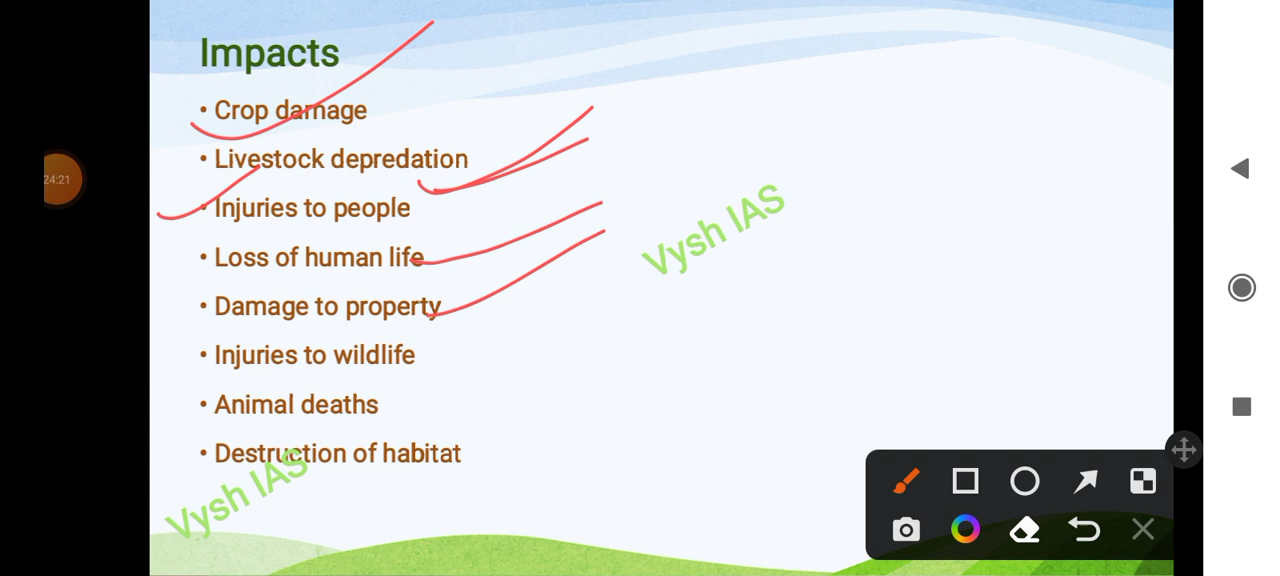 Impacts
• Crop damage
• Livestock depredation
24:21
• Injuries to people
Vysh IAS
• Loss of human life
• Damage to property
• Injuries to wildlife
• Animal deaths
• Destruction of habitat
Vysh IAS